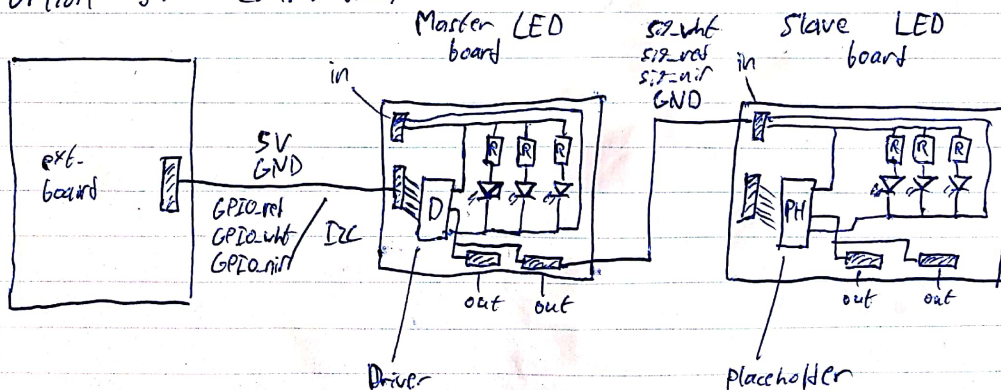 Master LED
board
Slave LED
board
sig_wht
sig_red
sig_nir
GND
in
in
ext-
board
5V
GND
GPIO_red
GPIO_wht
GPIO_nir
/ I2C
R
R
R
D
out
out
R
R
R
PH
out
out
Driver
placeholder